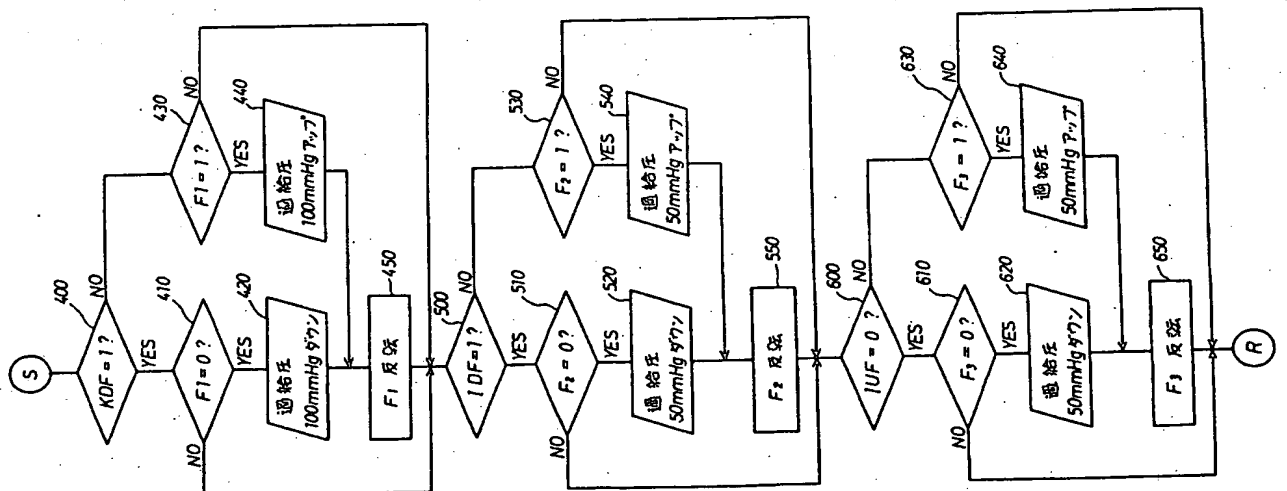 S
400
KDF=1?
NO
YES
410
F1=0?
NO
YES
420
過給圧
100mmHgダウン
430
F1=1?
NO
YES
440
過給圧
100mmHgアップ
450
F1 反転
500
IDF=1?
NO
YES
510
F2=0?
NO
YES
520
過給圧
50mmHgダウン
530
F2=1?
NO
YES
540
過給圧
50mmHgアップ
550
F2 反転
600
IUF=0?
NO
YES
610
F3=0?
NO
YES
620
過給圧
50mmHgダウン
630
F3=1?
NO
YES
640
過給圧
50mmHgアップ
650
F3 反転
R